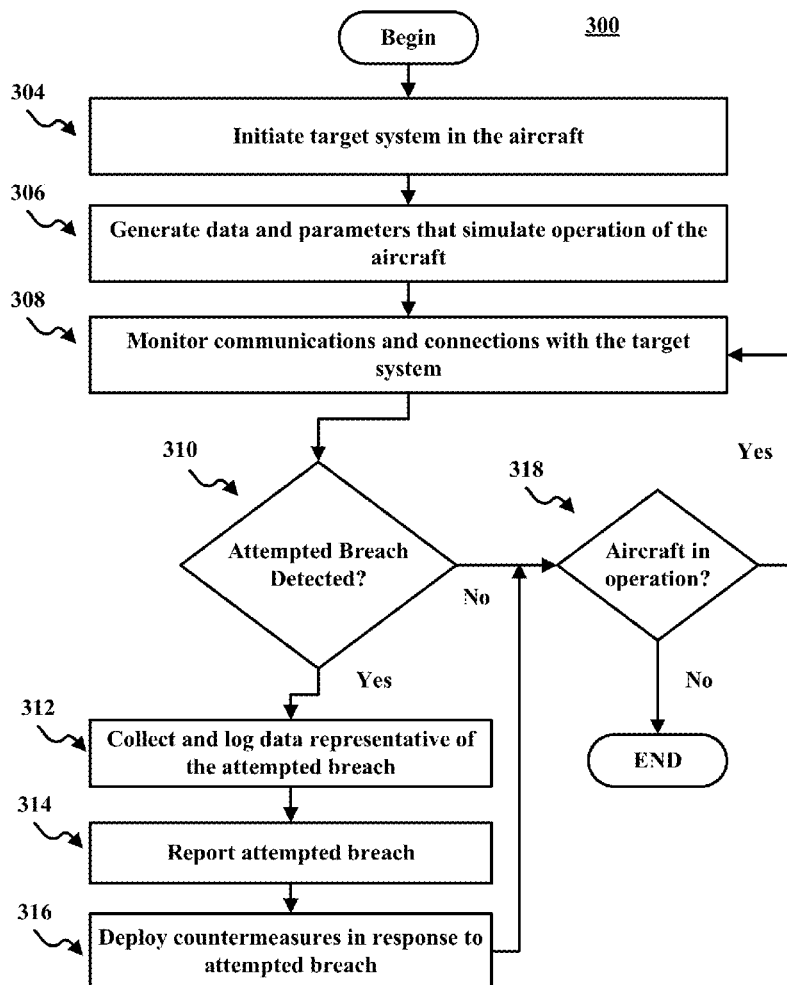 Begin
300
304
Initiate target system in the aircraft
306
Generate data and parameters that simulate operation of the
aircraft
308
Monitor communications and connections with the target
system
310
Attempted Breach
Detected?
No
Yes
318
Aircraft in
operation?
Yes
No
END
312
Collect and log data representative of
the attempted breach
314
Report attempted breach
316
Deploy countermeasures in response to
attempted breach